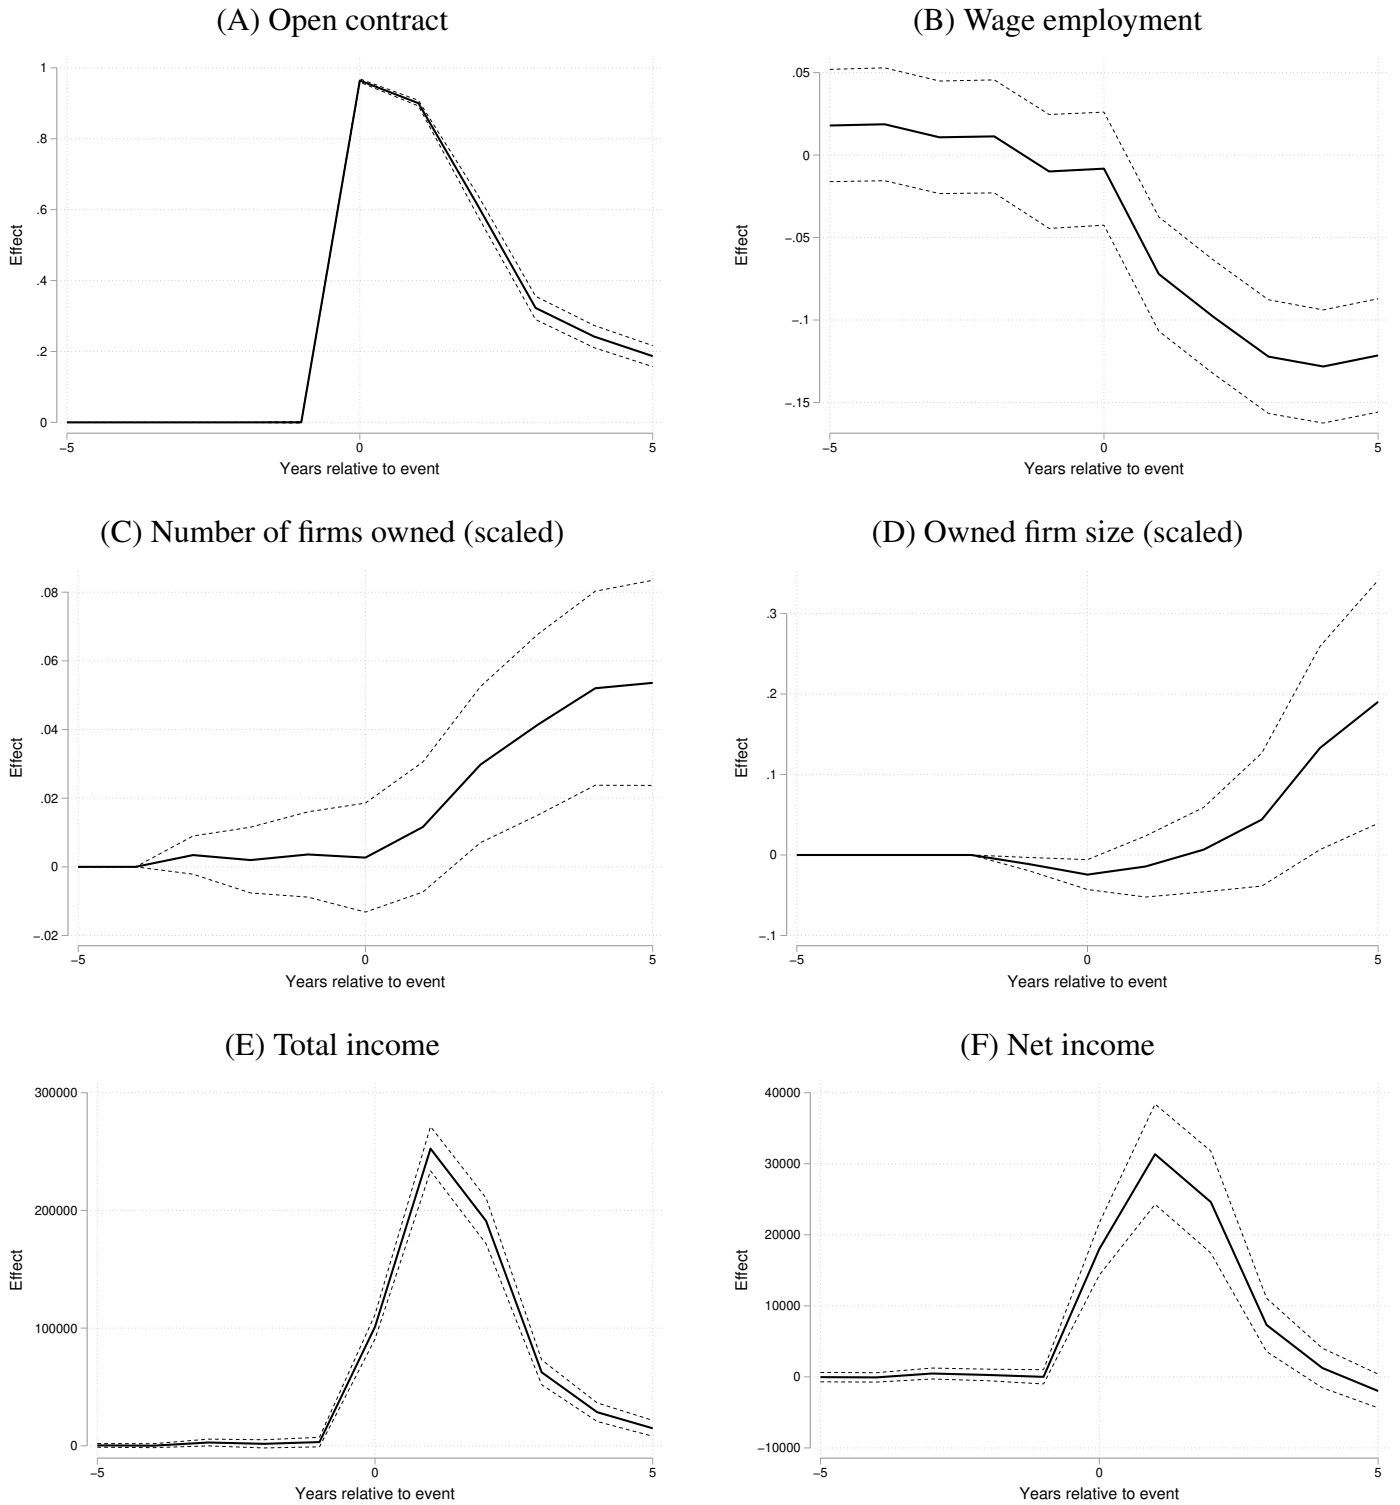 (A) Open contract
1
.8
.6
.4
.2
0
Effect
−5
0
5
Years relative to event
(B) Wage employment
.05
0
−.05
−.1
−.15
Effect
−5
0
5
Years relative to event
(C) Number of firms owned (scaled)
.08
.06
.04
.02
0
−.02
Effect
−5
0
5
Years relative to event
(D) Owned firm size (scaled)
.3
.2
.1
0
−.1
Effect
−5
0
5
Years relative to event
(E) Total income
300000
200000
100000
0
Effect
−5
0
5
Years relative to event
(F) Net income
40000
30000
20000
10000
0
−10000
Effect
−5
0
5
Years relative to event